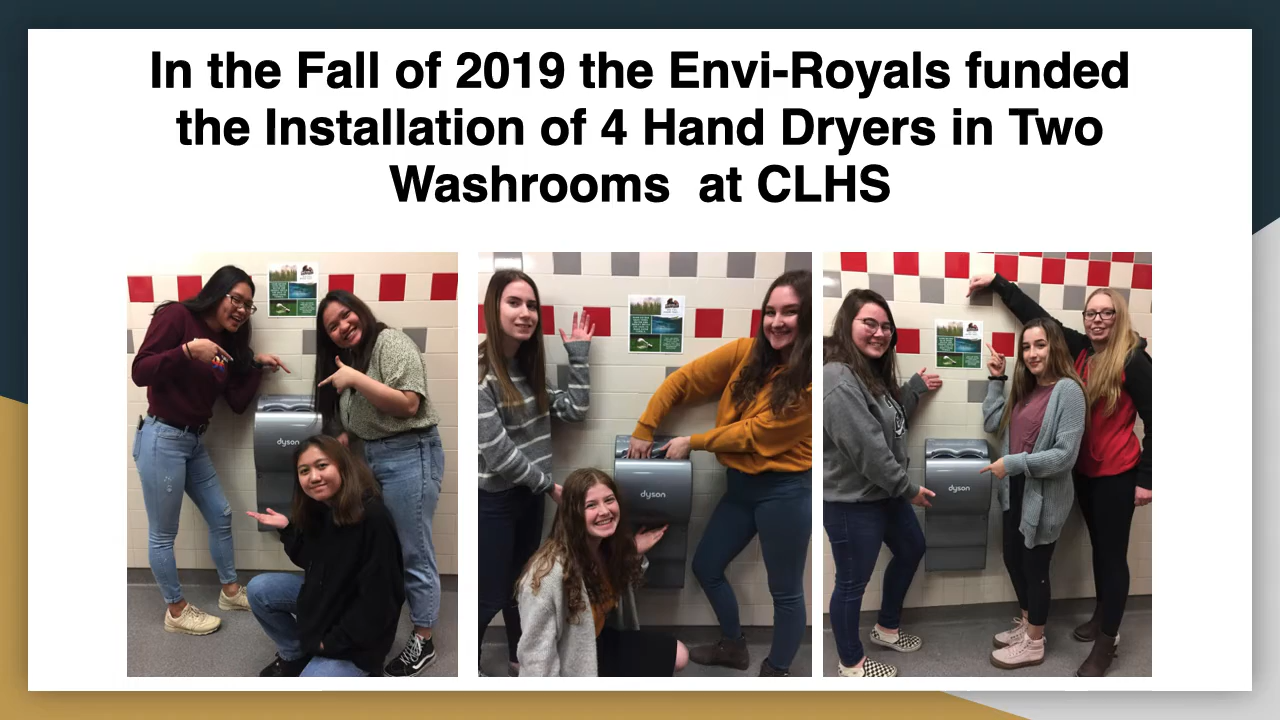 In the Fall of 2019 the Envi-Royals funded
the Installation of 4 Hand Dryers in Two
Washrooms  at CLHS
dyson
dyson
dyson